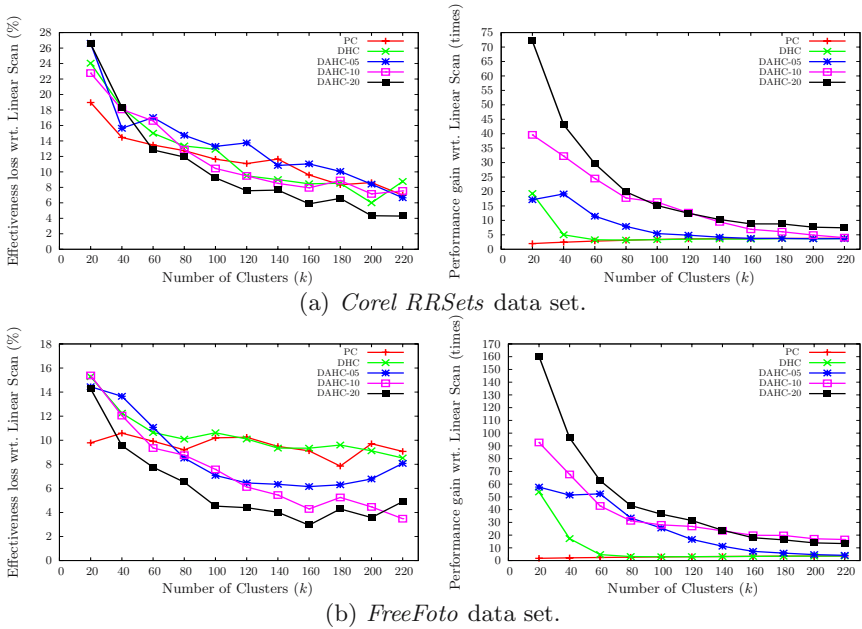 Effectiveness loss wrt. Linear Scan (%)
28
26
24
22
20
18
16
14
12
10
8
6
4
2
0
0 20 40 60 80 100 120 140 160 180 200 220
Number of Clusters (k)
PC
DHC
DAHC-05
DAHC-10
DAHC-20
Performance gain wrt. Linear Scan (times)
75
70
65
60
55
50
45
40
35
30
25
20
15
10
5
0
0 20 40 60 80 100 120 140 160 180 200 220
Number of Clusters (k)
PC
DHC
DAHC-05
DAHC-10
DAHC-20
(a) Corel RRSets data set.
Effectiveness loss wrt. Linear Scan (%)
18
16
14
12
10
8
6
4
2
0
0 20 40 60 80 100 120 140 160 180 200 220
Number of Clusters (k)
PC
DHC
DAHC-05
DAHC-10
DAHC-20
Performance gain wrt. Linear Scan (times)
170
160
150
140
130
120
110
100
90
80
70
60
50
40
30
20
10
0
0 20 40 60 80 100 120 140 160 180 200 220
Number of Clusters (k)
PC
DHC
DAHC-05
DAHC-10
DAHC-20
(b) FreeFoto data set.